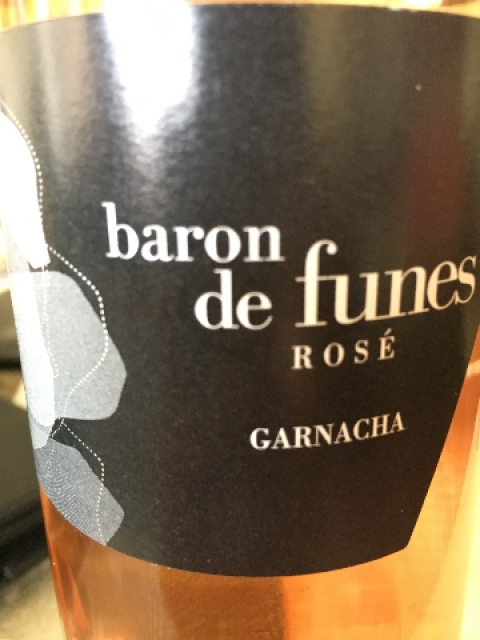 baron
de funes
ROSÉ
GARNACHA